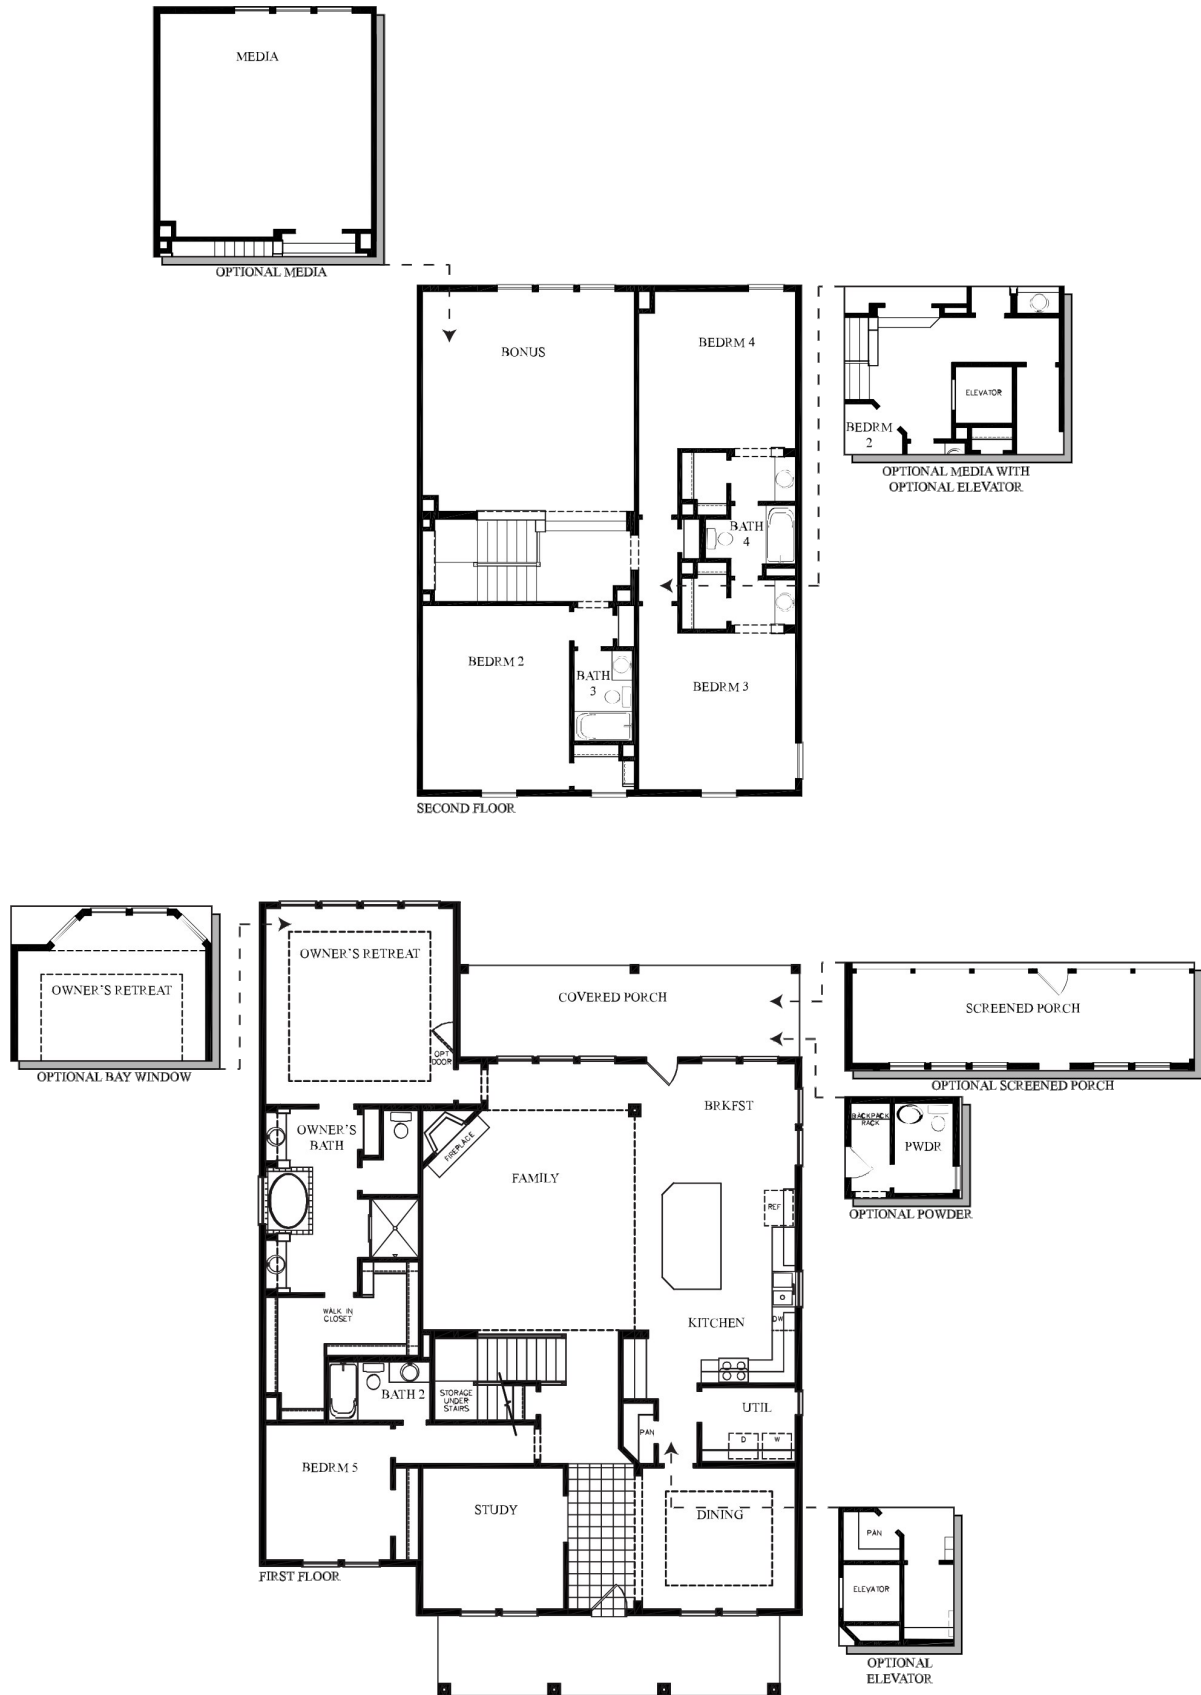 MEDIA
OPTIONAL MEDIA
BONUS
BEDRM 4
BATH
4
BEDRM 2
BATH
3
BEDRM 3
SECOND FLOOR
ELEVATOR
BEDRM
2
OPTIONAL MEDIA WITH
OPTIONAL ELEVATOR
OWNER'S RETREAT
OPTIONAL BAY WINDOW
OWNER'S RETREAT
OPT
DOOR
COVERED PORCH
SCREENED PORCH
OPTIONAL SCREENED PORCH
BACKPACK
RACK
PWDR
OPTIONAL POWDER
BRKFST
OWNER'S
BATH
FIREPLACE
FAMILY
REF
WALK IN
CLOSET
KITCHEN
DW
BATH 2
STORAGE
UNDER
STAIRS
UTIL
D
W
PAN
BEDRM 5
STUDY
DINING
FIRST FLOOR
PAN
ELEVATOR
OPTIONAL
ELEVATOR